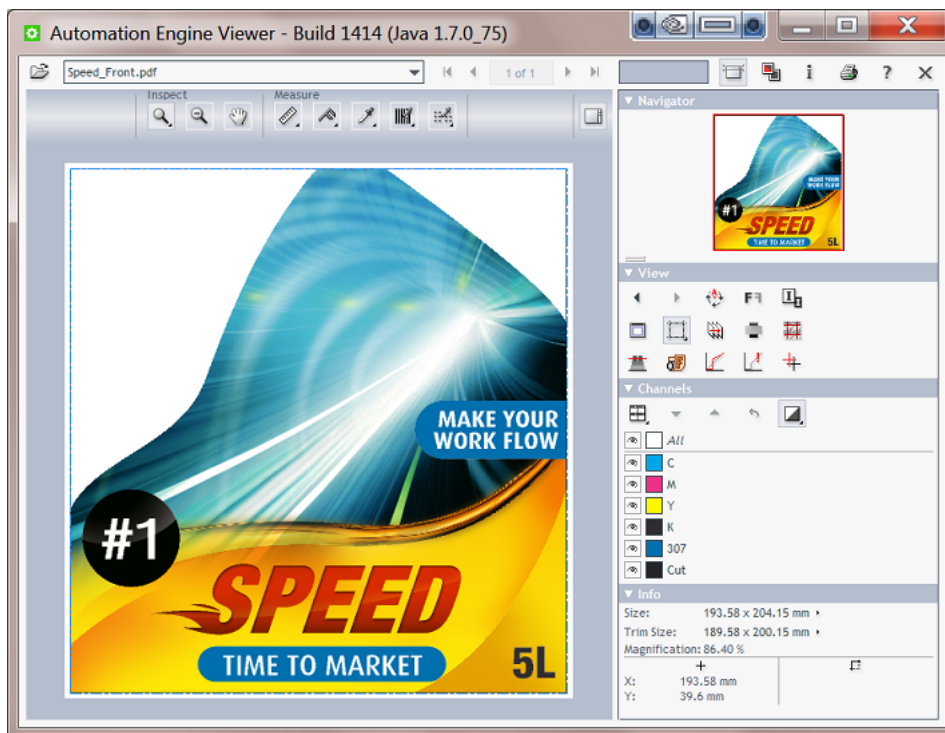 Automation Engine Viewer - Build 1414 (Java 1.7.0_75)
Speed_Front.pdf
1 of 1
Inspect
Measure
MAKE YOUR
WORK FLOW
#1
SPEED
TIME TO MARKET
5L
Navigator
MAKE YOUR
WORK FLOW
#1
SPEED
TIME TO MARKET
5L
View
Channels
All
C
M
Y
K
307
Cut
Info
Size: 193.58 x 204.15 mm
Trim Size: 189.58 x 200.15 mm
Magnification: 86.40 %
X: 193.58 mm
Y: 39.6 mm